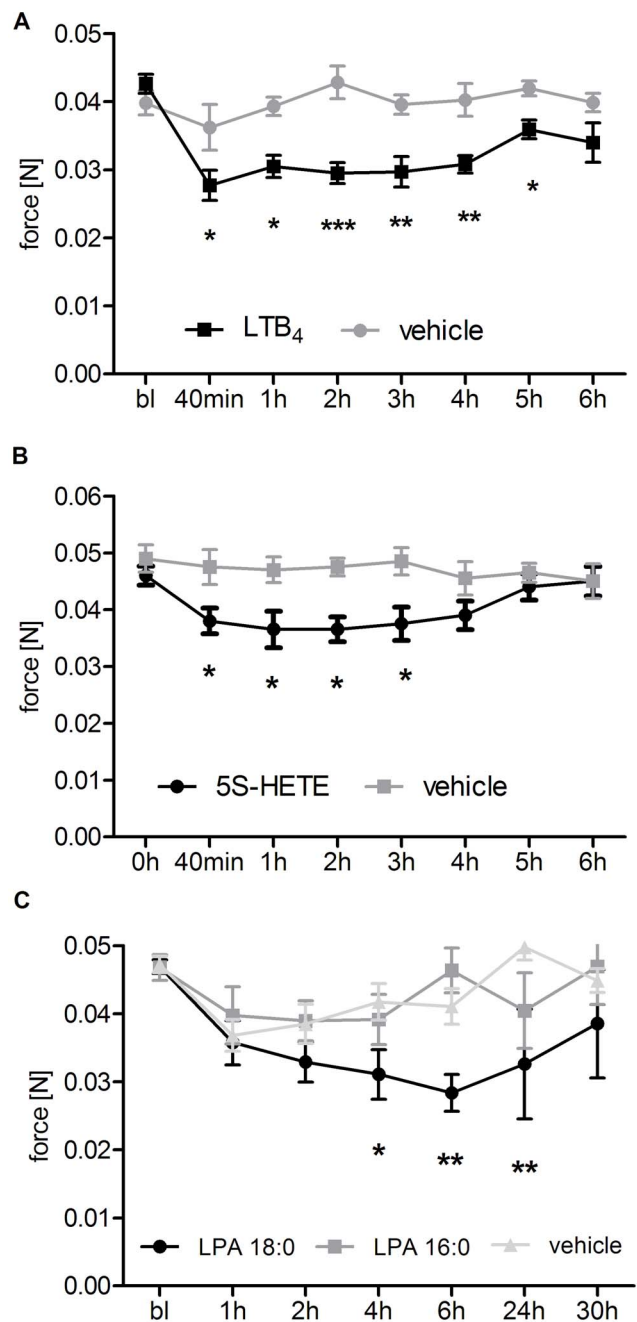 A
force [N]
0.05
0.04
0.03
0.02
0.01
0.00
* * *** ** ** *
LTB4 vehicle
bl 40min 1h 2h 3h 4h 5h 6h
B
force [N]
0.06
0.05
0.04
0.03
0.02
0.01
0.00
* * * *
5S-HETE vehicle
0h 40min 1h 2h 3h 4h 5h 6h
C
force [N]
0.05
0.04
0.03
0.02
0.01
0.00
* ** **
LPA 18:0 LPA 16:0 vehicle
bl 1h 2h 4h 6h 24h 30h